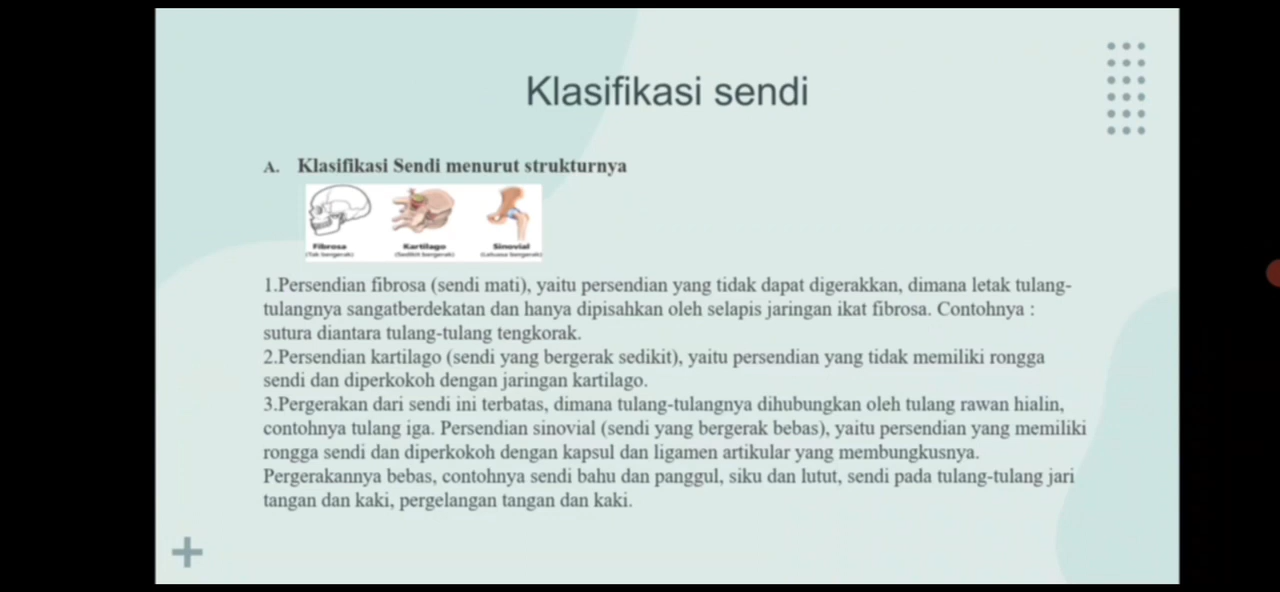 Klasifikasi sendi
A. Klasifikasi Sendi menurut strukturnya
Fibrosa Kartilago Sinovial
(Tak bergerak) (Sedikit bergerak) (Leluasa bergerak)
1.Persendian fibrosa (sendi mati), yaitu persendian yang tidak dapat digerakkan, dimana letak tulang-
tulangnya sangatberdekatan dan hanya dipisahkan oleh selapis jaringan ikat fibrosa. Contohnya :
sutura diantara tulang-tulang tengkorak.
2.Persendian kartilago (sendi yang bergerak sedikit), yaitu persendian yang tidak memiliki rongga
sendi dan diperkokoh dengan jaringan kartilago.
3.Pergerakan dari sendi ini terbatas, dimana tulang-tulangnya dihubungkan oleh tulang rawan hialin,
contohnya tulang iga. Persendian sinovial (sendi yang bergerak bebas), yaitu persendian yang memiliki
rongga sendi dan diperkokoh dengan kapsul dan ligamen artikular yang membungkusnya.
Pergerakannya bebas, contohnya sendi bahu dan panggul, siku dan lutut, sendi pada tulang-tulang jari
tangan dan kaki, pergelangan tangan dan kaki.